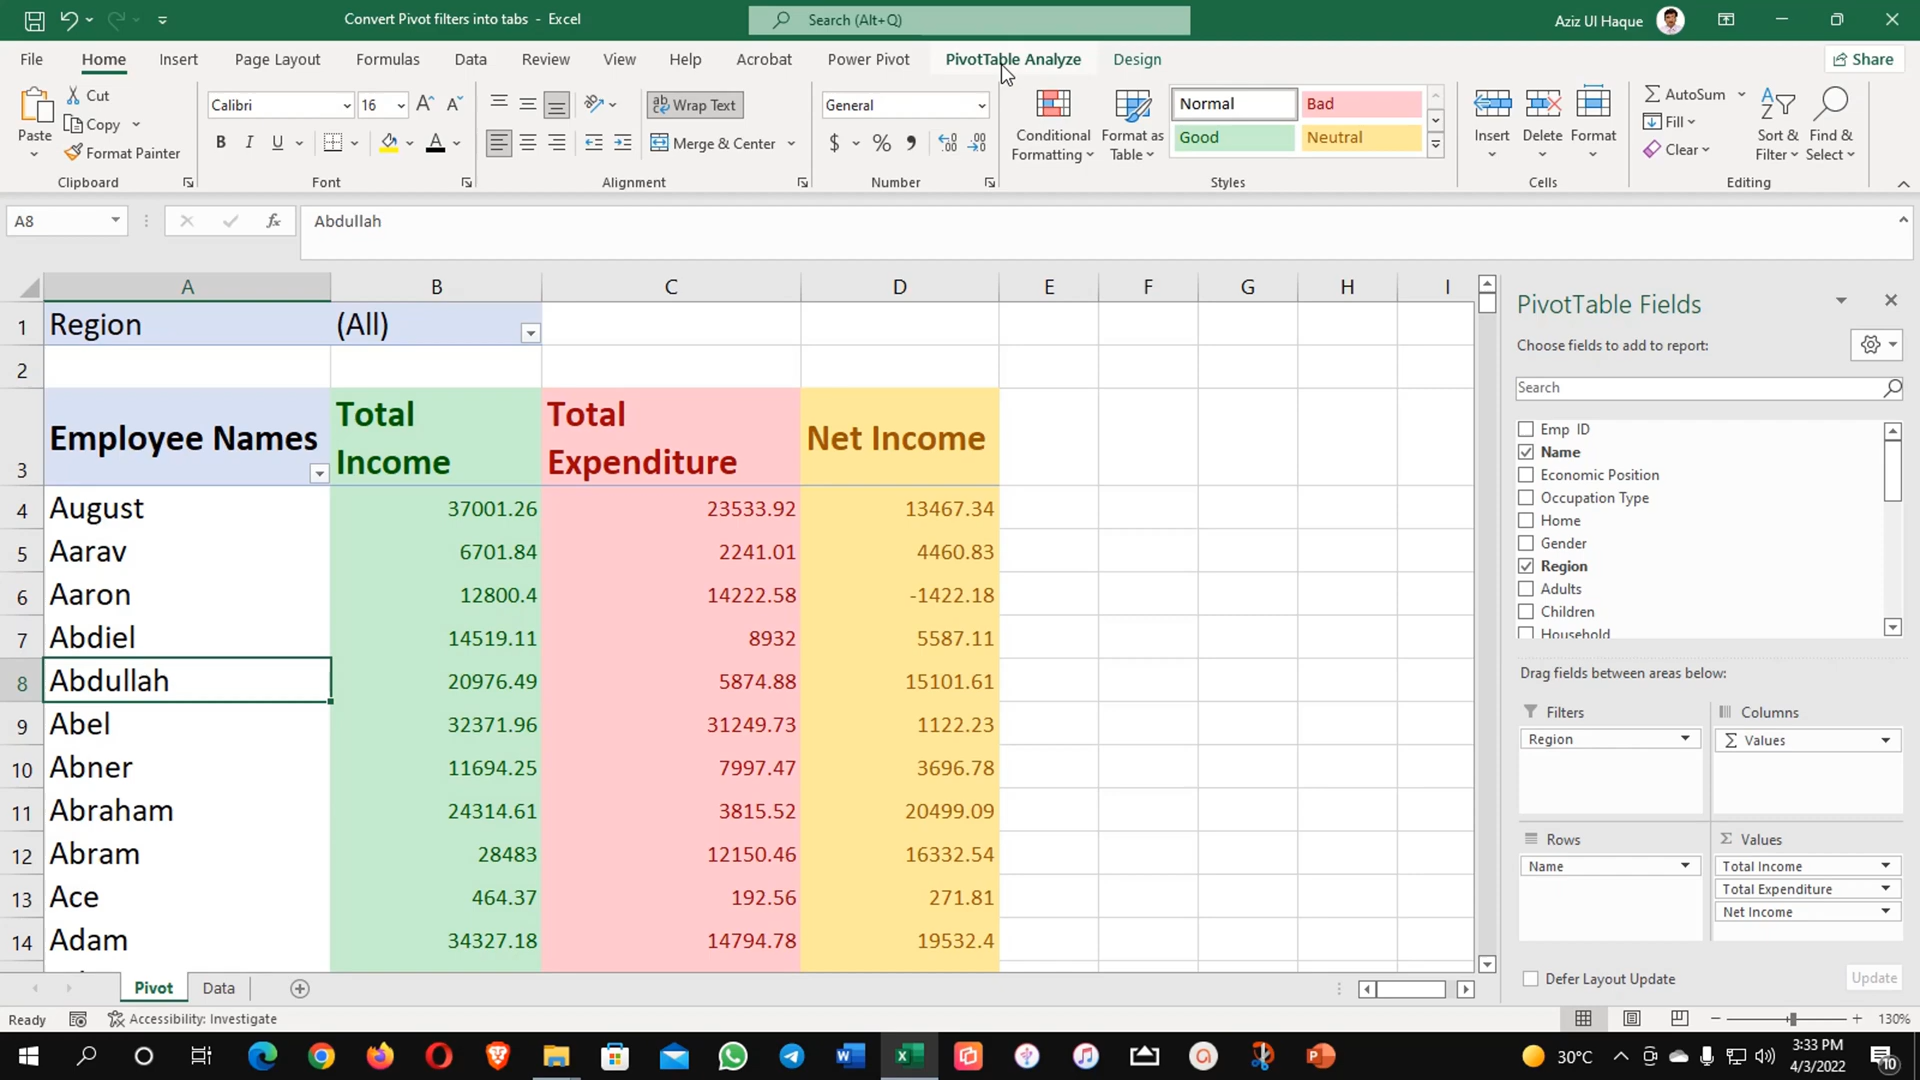 Convert Pivot filters into tabs - Excel
Search (Alt+Q)
Aziz Ul Haque
File Home Insert Page Layout Formulas Data Review View Help Acrobat Power Pivot PivotTable Analyze Design Share
Paste Cut Copy Format Painter Clipboard
Calibri 16 B I U A Font
ab Wrap Text Merge & Center Alignment
General $ % , Number
Conditional Formatting Format as Table
Normal Bad Good Neutral Styles
Insert Delete Format Cells
AutoSum Fill Clear Sort & Filter Find & Select Editing
A8 fx Abdullah
A B C D E F G H I
1 Region (All)
2
3 Employee Names Total Income Total Expenditure Net Income
4 August 37001.26 23533.92 13467.34
5 Aarav 6701.84 2241.01 4460.83
6 Aaron 12800.4 14222.58 -1422.18
7 Abdiel 14519.11 8932 5587.11
8 Abdullah 20976.49 5874.88 15101.61
9 Abel 32371.96 31249.73 1122.23
10 Abner 11694.25 7997.47 3696.78
11 Abraham 24314.61 3815.52 20499.09
12 Abram 28483 12150.46 16332.54
13 Ace 464.37 192.56 271.81
14 Adam 34327.18 14794.78 19532.4
PivotTable Fields
Choose fields to add to report:
Search
Emp ID
Name
Economic Position
Occupation Type
Home
Gender
Region
Adults
Children
Household
Drag fields between areas below:
Filters Columns
Region Σ Values
Rows Σ Values
Name Total Income
Total Expenditure
Net Income
Defer Layout Update Update
Pivot Data
Ready Accessibility: Investigate 130%
30°C 3:33 PM
4/3/2022 10